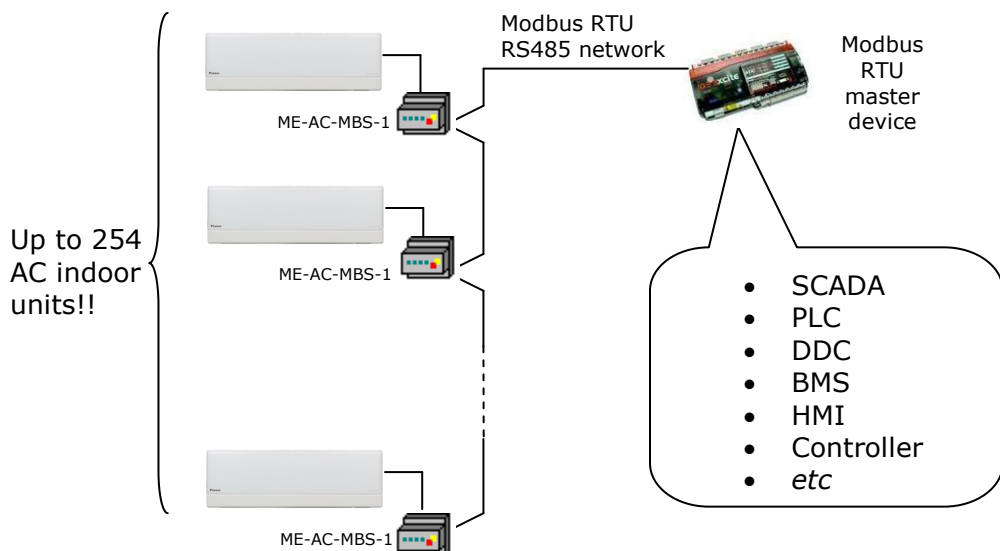 Modbus RTU
RS485 network
Modbus
RTU
master
device
ME-AC-MBS-1
Up to 254
AC indoor
units!!
ME-AC-MBS-1
• SCADA
• PLC
• DDC
• BMS
• HMI
• Controller
• etc
ME-AC-MBS-1